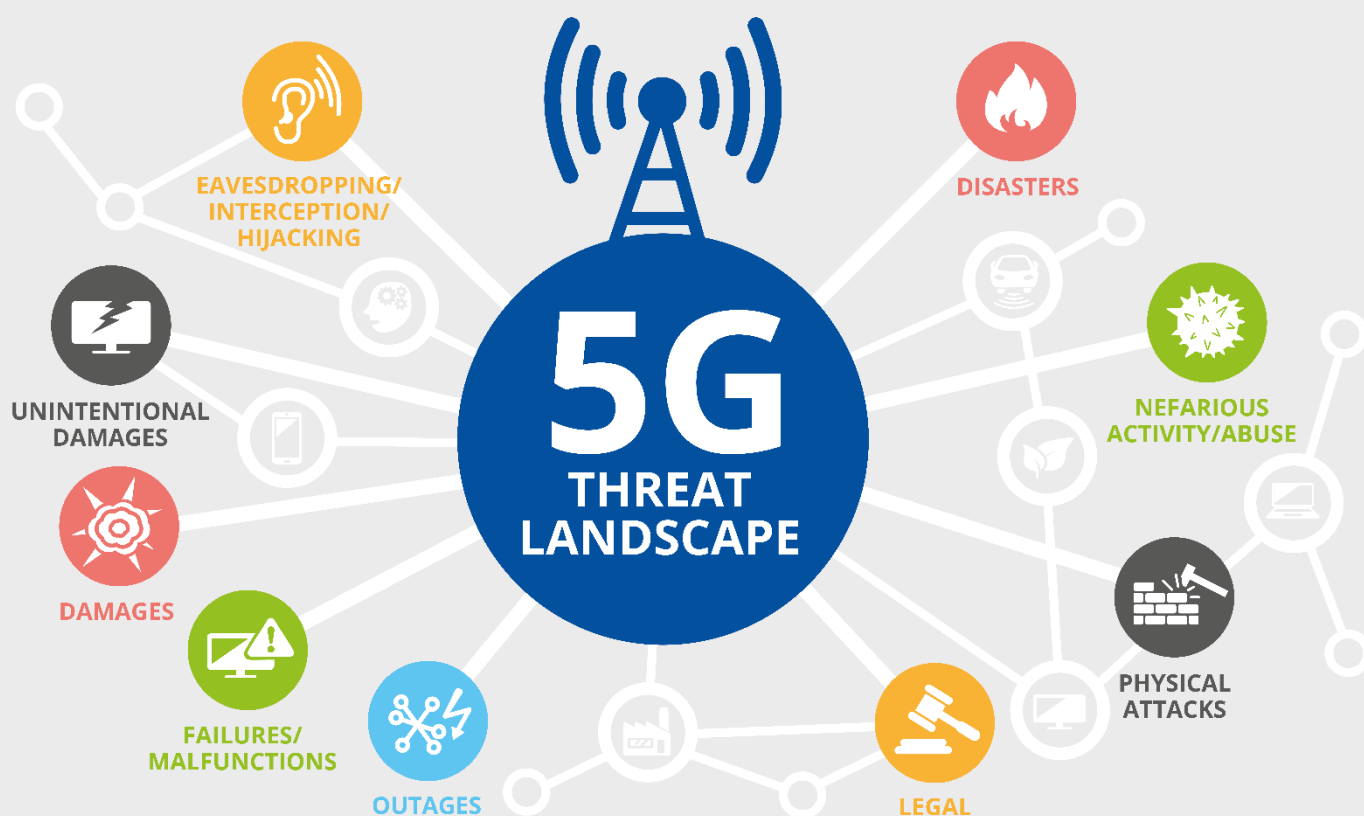 EAVESDROPPING/
INTERCEPTION/
HIJACKING
DISASTERS
UNINTENTIONAL
DAMAGES
5G
THREAT
LANDSCAPE
NEFARIOUS
ACTIVITY/ABUSE
DAMAGES
FAILURES/
MALFUNCTIONS
PHYSICAL
ATTACKS
OUTAGES
LEGAL